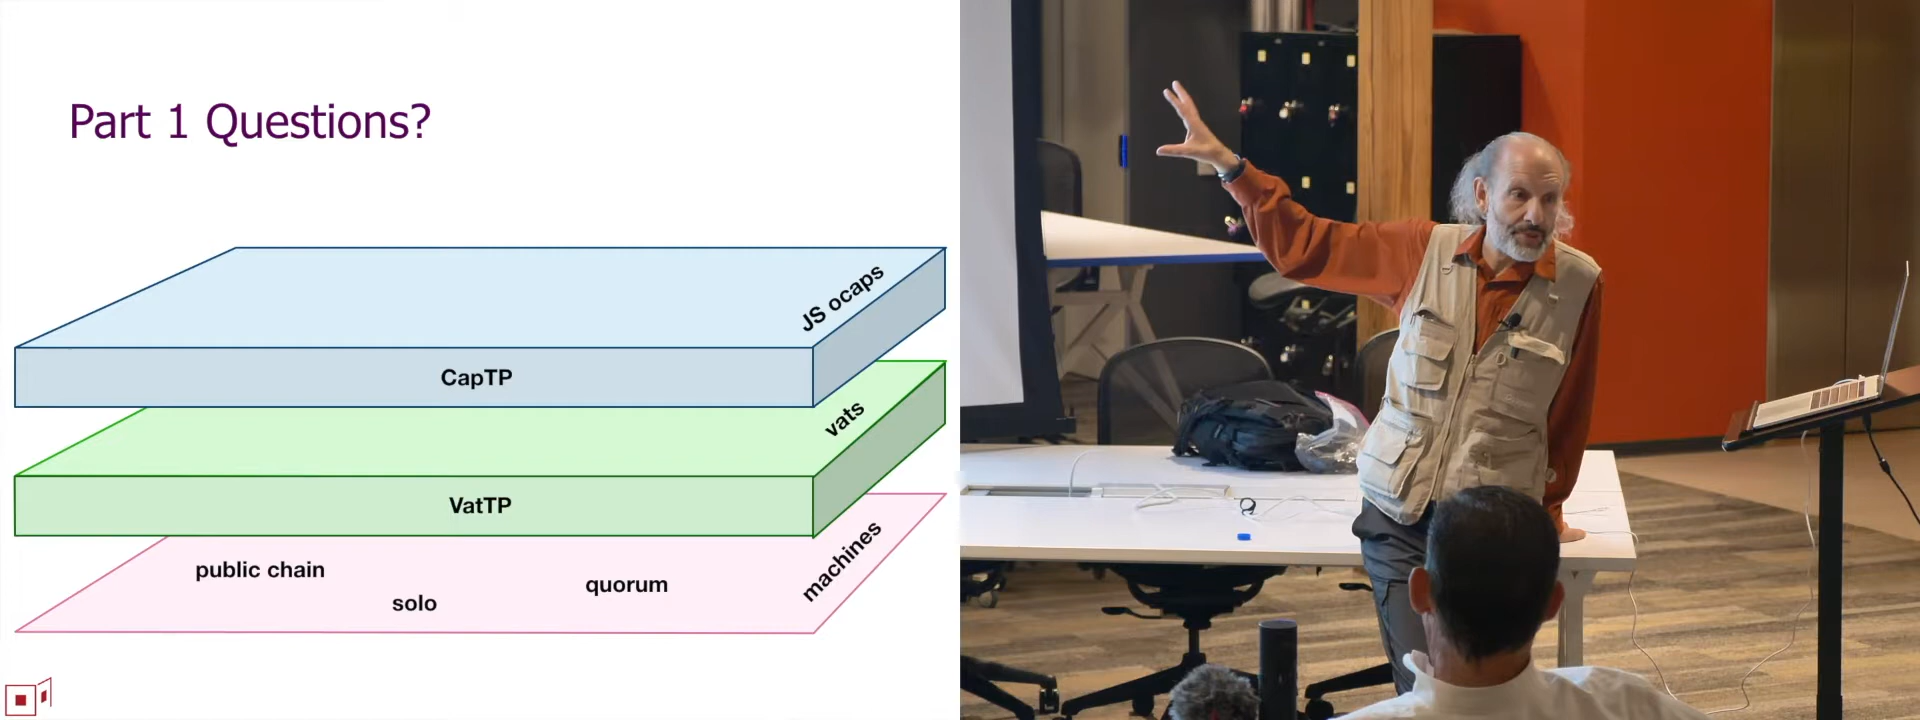 Part 1 Questions?
JS ocaps
CapTP
vats
VatTP
machines
public chain
quorum
solo